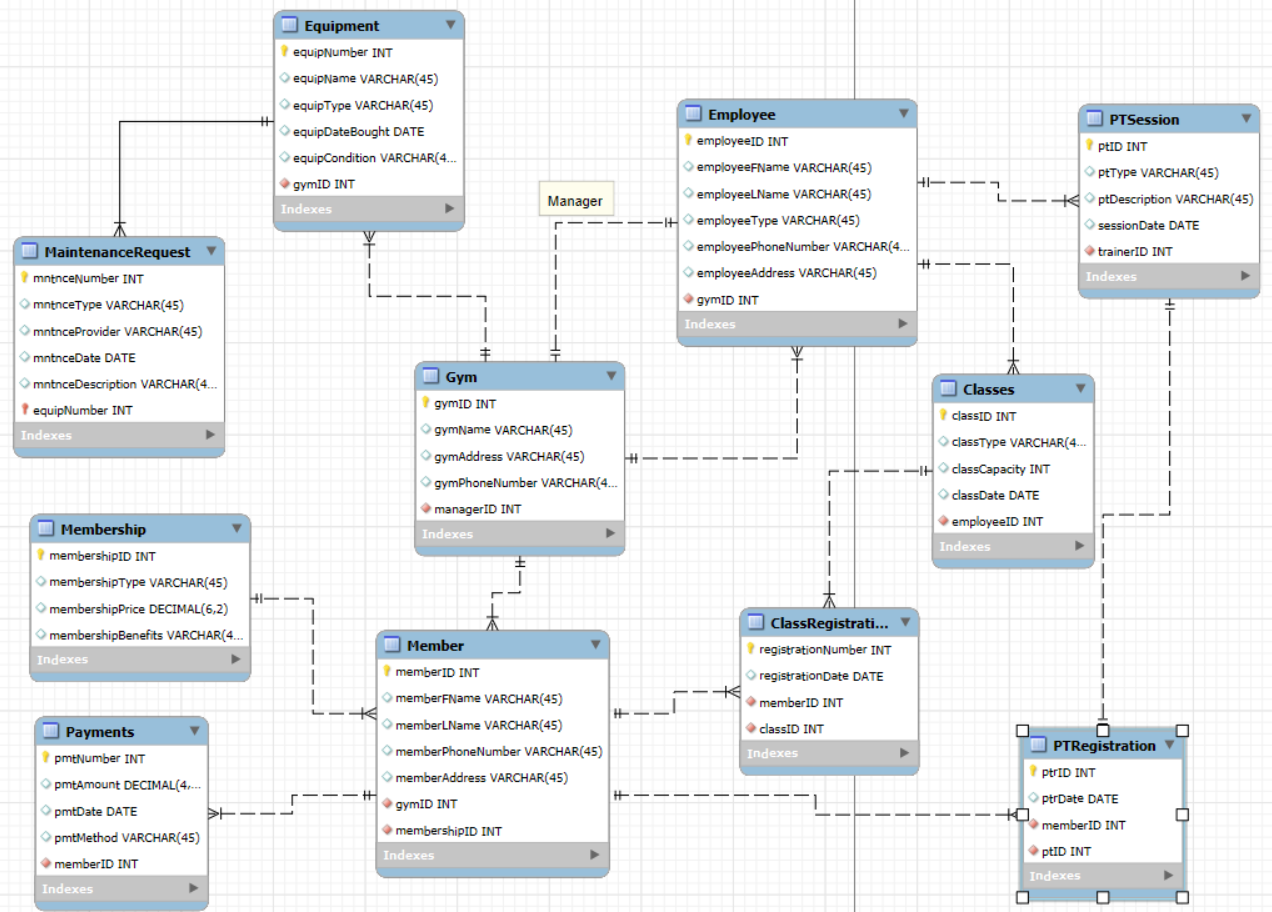 Equipment
equipNumber INT
equipName VARCHAR(45)
equipType VARCHAR(45)
equipDateBought DATE
equipCondition VARCHAR(4...
gymID INT
Indexes
MaintenanceRequest
mntnceNumber INT
mntnceType VARCHAR(45)
mntnceProvider VARCHAR(45)
mntnceDate DATE
mntnceDescription VARCHAR(4...
equipNumber INT
Indexes
Manager
Employee
employeeID INT
employeeFName VARCHAR(45)
employeeLName VARCHAR(45)
employeeType VARCHAR(45)
employeePhoneNumber VARCHAR(4...
employeeAddress VARCHAR(45)
gymID INT
Indexes
PTSession
ptID INT
ptType VARCHAR(45)
ptDescription VARCHAR(45)
sessionDate DATE
trainerID INT
Indexes
Gym
gymID INT
gymName VARCHAR(45)
gymAddress VARCHAR(45)
gymPhoneNumber VARCHAR(4...
managerID INT
Indexes
Classes
classID INT
classType VARCHAR(4...
classCapacity INT
classDate DATE
employeeID INT
Indexes
Membership
membershipID INT
membershipType VARCHAR(45)
membershipPrice DECIMAL(6,2)
membershipBenefits VARCHAR(4...
Indexes
Member
memberID INT
memberFName VARCHAR(45)
memberLName VARCHAR(45)
memberPhoneNumber VARCHAR(45)
memberAddress VARCHAR(45)
gymID INT
membershipID INT
Indexes
ClassRegistrati...
registrationNumber INT
registrationDate DATE
memberID INT
classID INT
Indexes
Payments
pmtNumber INT
pmtAmount DECIMAL(4,...
pmtDate DATE
pmtMethod VARCHAR(45)
memberID INT
Indexes
PTRegistration
ptrID INT
ptrDate DATE
memberID INT
ptID INT
Indexes